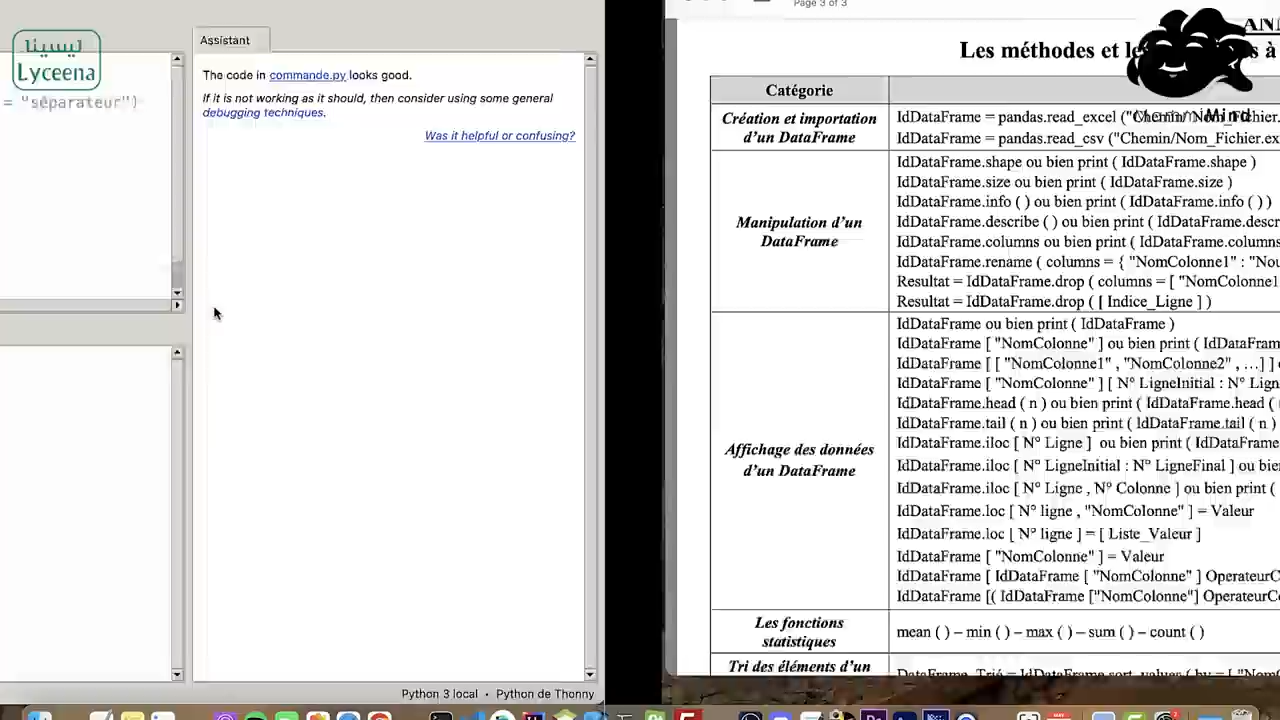 ليسينا
Lyceena
= "séparateur")
Assistant
The code in commande.py looks good.
If it is not working as it should, then consider using some general
debugging techniques.
Was it helpful or confusing?
Python 3 local • Python de Thonny
Page 3 of 3
Les méthodes et le
à
Mind
Catégorie
Création et importation
d'un DataFrame
IdDataFrame = pandas.read_excel ("Chemin/Nom_Fichier.
IdDataFrame = pandas.read_csv ("Chemin/Nom_Fichier.ex
Manipulation d'un
DataFrame
IdDataFrame.shape ou bien print ( IdDataFrame.shape )
IdDataFrame.size ou bien print ( IdDataFrame.size )
IdDataFrame.info ( ) ou bien print ( IdDataFrame.info ( ) )
IdDataFrame.describe ( ) ou bien print ( IdDataFrame.descr
IdDataFrame.columns ou bien print ( IdDataFrame.columns
IdDataFrame.rename ( columns = { "NomColonne1" : "Nou
Resultat = IdDataFrame.drop ( columns = [ "NomColonne1
Resultat = IdDataFrame.drop ( [ Indice_Ligne ] )
Affichage des données
d'un DataFrame
IdDataFrame ou bien print ( IdDataFrame )
IdDataFrame [ "NomColonne" ] ou bien print ( IdDataFram
IdDataFrame [ [ "NomColonne1" , "NomColonne2" , …] ] o
IdDataFrame [ "NomColonne" ] [ N° LigneInitial : N° Lign
IdDataFrame.head ( n ) ou bien print ( IdDataFrame.head (
IdDataFrame.tail ( n ) ou bien print ( IdDataFrame.tail ( n )
IdDataFrame.iloc [ N° Ligne ] ou bien print ( IdDataFrame
IdDataFrame.iloc [ N° LigneInitial : N° LigneFinal ] ou bie
IdDataFrame.iloc [ N° Ligne , N° Colonne ] ou bien print (
IdDataFrame.loc [ N° ligne , "NomColonne" ] = Valeur
IdDataFrame.loc [ N° ligne ] = [ Liste_Valeur ]
IdDataFrame [ "NomColonne" ] = Valeur
IdDataFrame [ IdDataFrame [ "NomColonne" ] OperateurC
IdDataFrame [( IdDataFrame ["NomColonne"] OperateurCo
Les fonctions
statistiques
mean ( ) – min ( ) – max ( ) – sum ( ) – count ( )
Tri des éléments d'un
DataFrame_Trié = IdDataFrame.sort_values ( by = [ "No